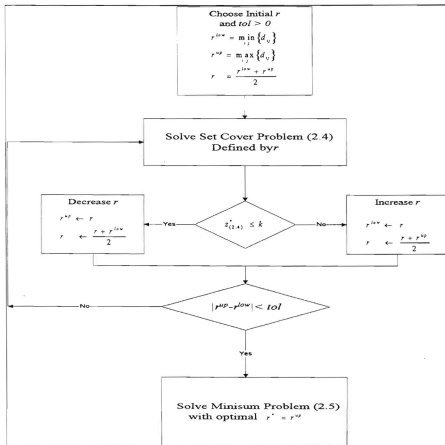 Choose Initial r
and tol > 0
r^low = min_ij {d_ij}
r^up = max_ij {d_ij}
r = (r^low + r^up) / 2
Solve Set Cover Problem (2.4)
Defined by r
Decrease r
r^up ← r
r ← (r + r^low) / 2
Yes
z*_(2.4) ≤ k
No
Increase r
r^low ← r
r ← (r + r^up) / 2
No
|r^up - r^low| < tol
Yes
Solve Minisum Problem (2.5)
with optimal r* = r^up